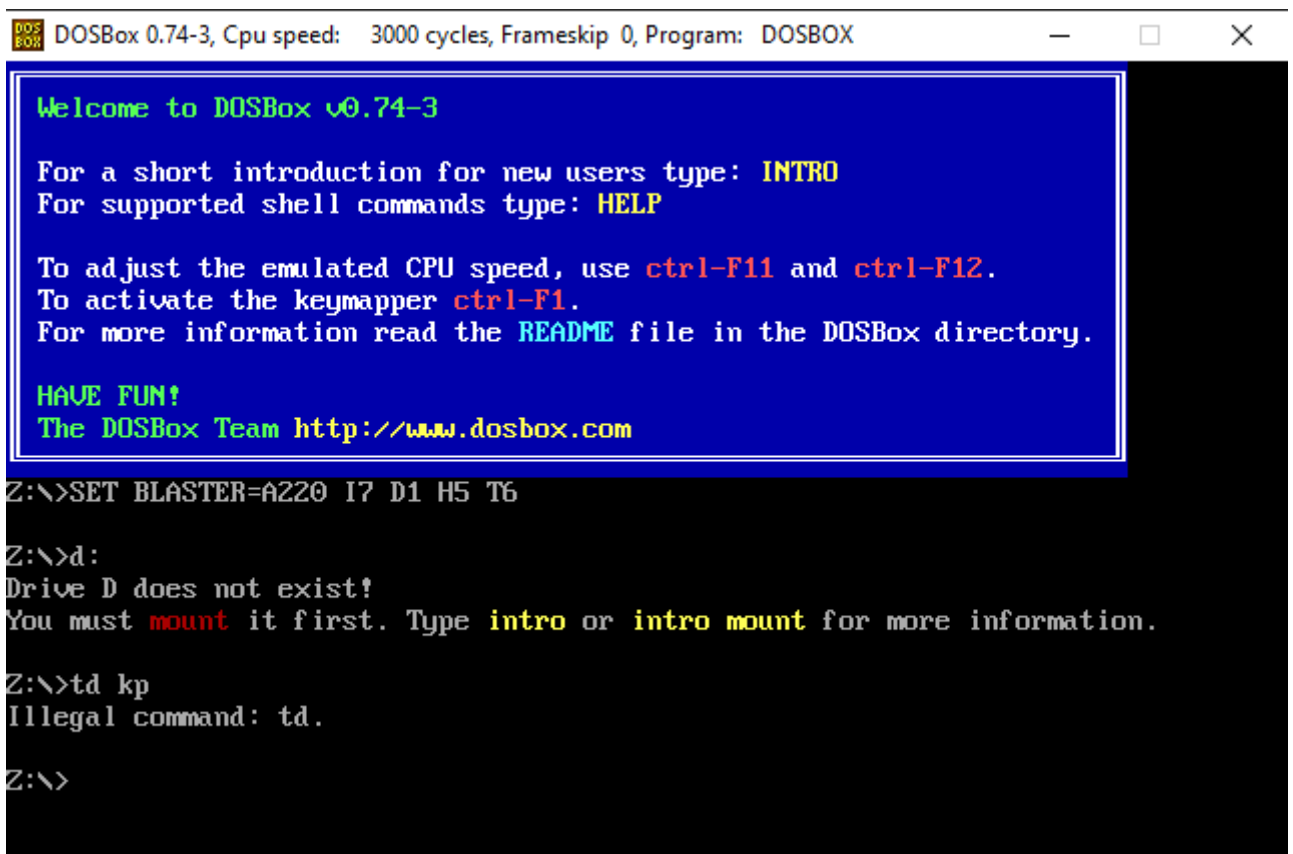 DOS BOX DOSBox 0.74-3, Cpu speed: 3000 cycles, Frameskip 0, Program: DOSBOX
Welcome to DOSBox v0.74-3
For a short introduction for new users type: INTRO
For supported shell commands type: HELP
To adjust the emulated CPU speed, use ctrl-F11 and ctrl-F12.
To activate the keymapper ctrl-F1.
For more information read the README file in the DOSBox directory.
HAVE FUN!
The DOSBox Team http://www.dosbox.com
Z:\>SET BLASTER=A220 I7 D1 H5 T6
Z:\>d:
Drive D does not exist!
You must mount it first. Type intro or intro mount for more information.
Z:\>td kp
Illegal command: td.
Z:\>